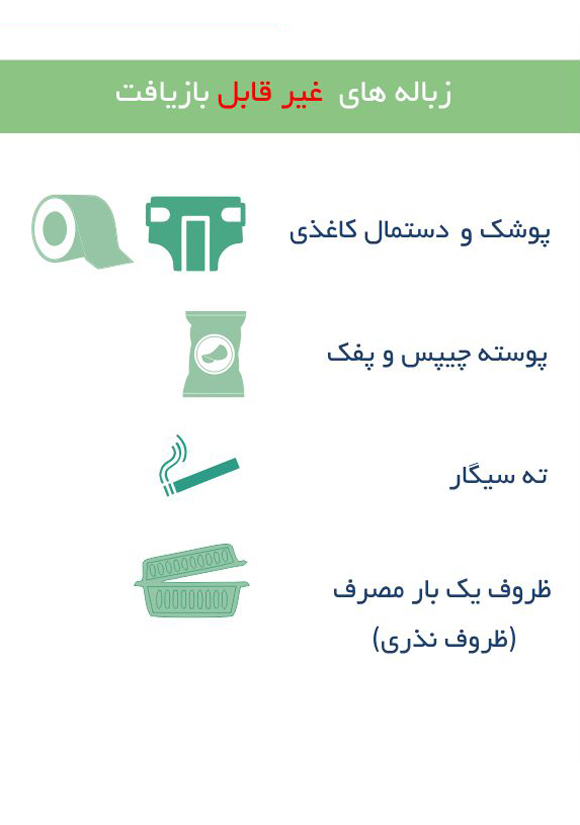 زباله های غیر قابل بازیافت
پوشک و دستمال کاغذی
پوسته چیپس و پفک
ته سیگار
ظروف یک بار مصرف
(ظروف نذری)